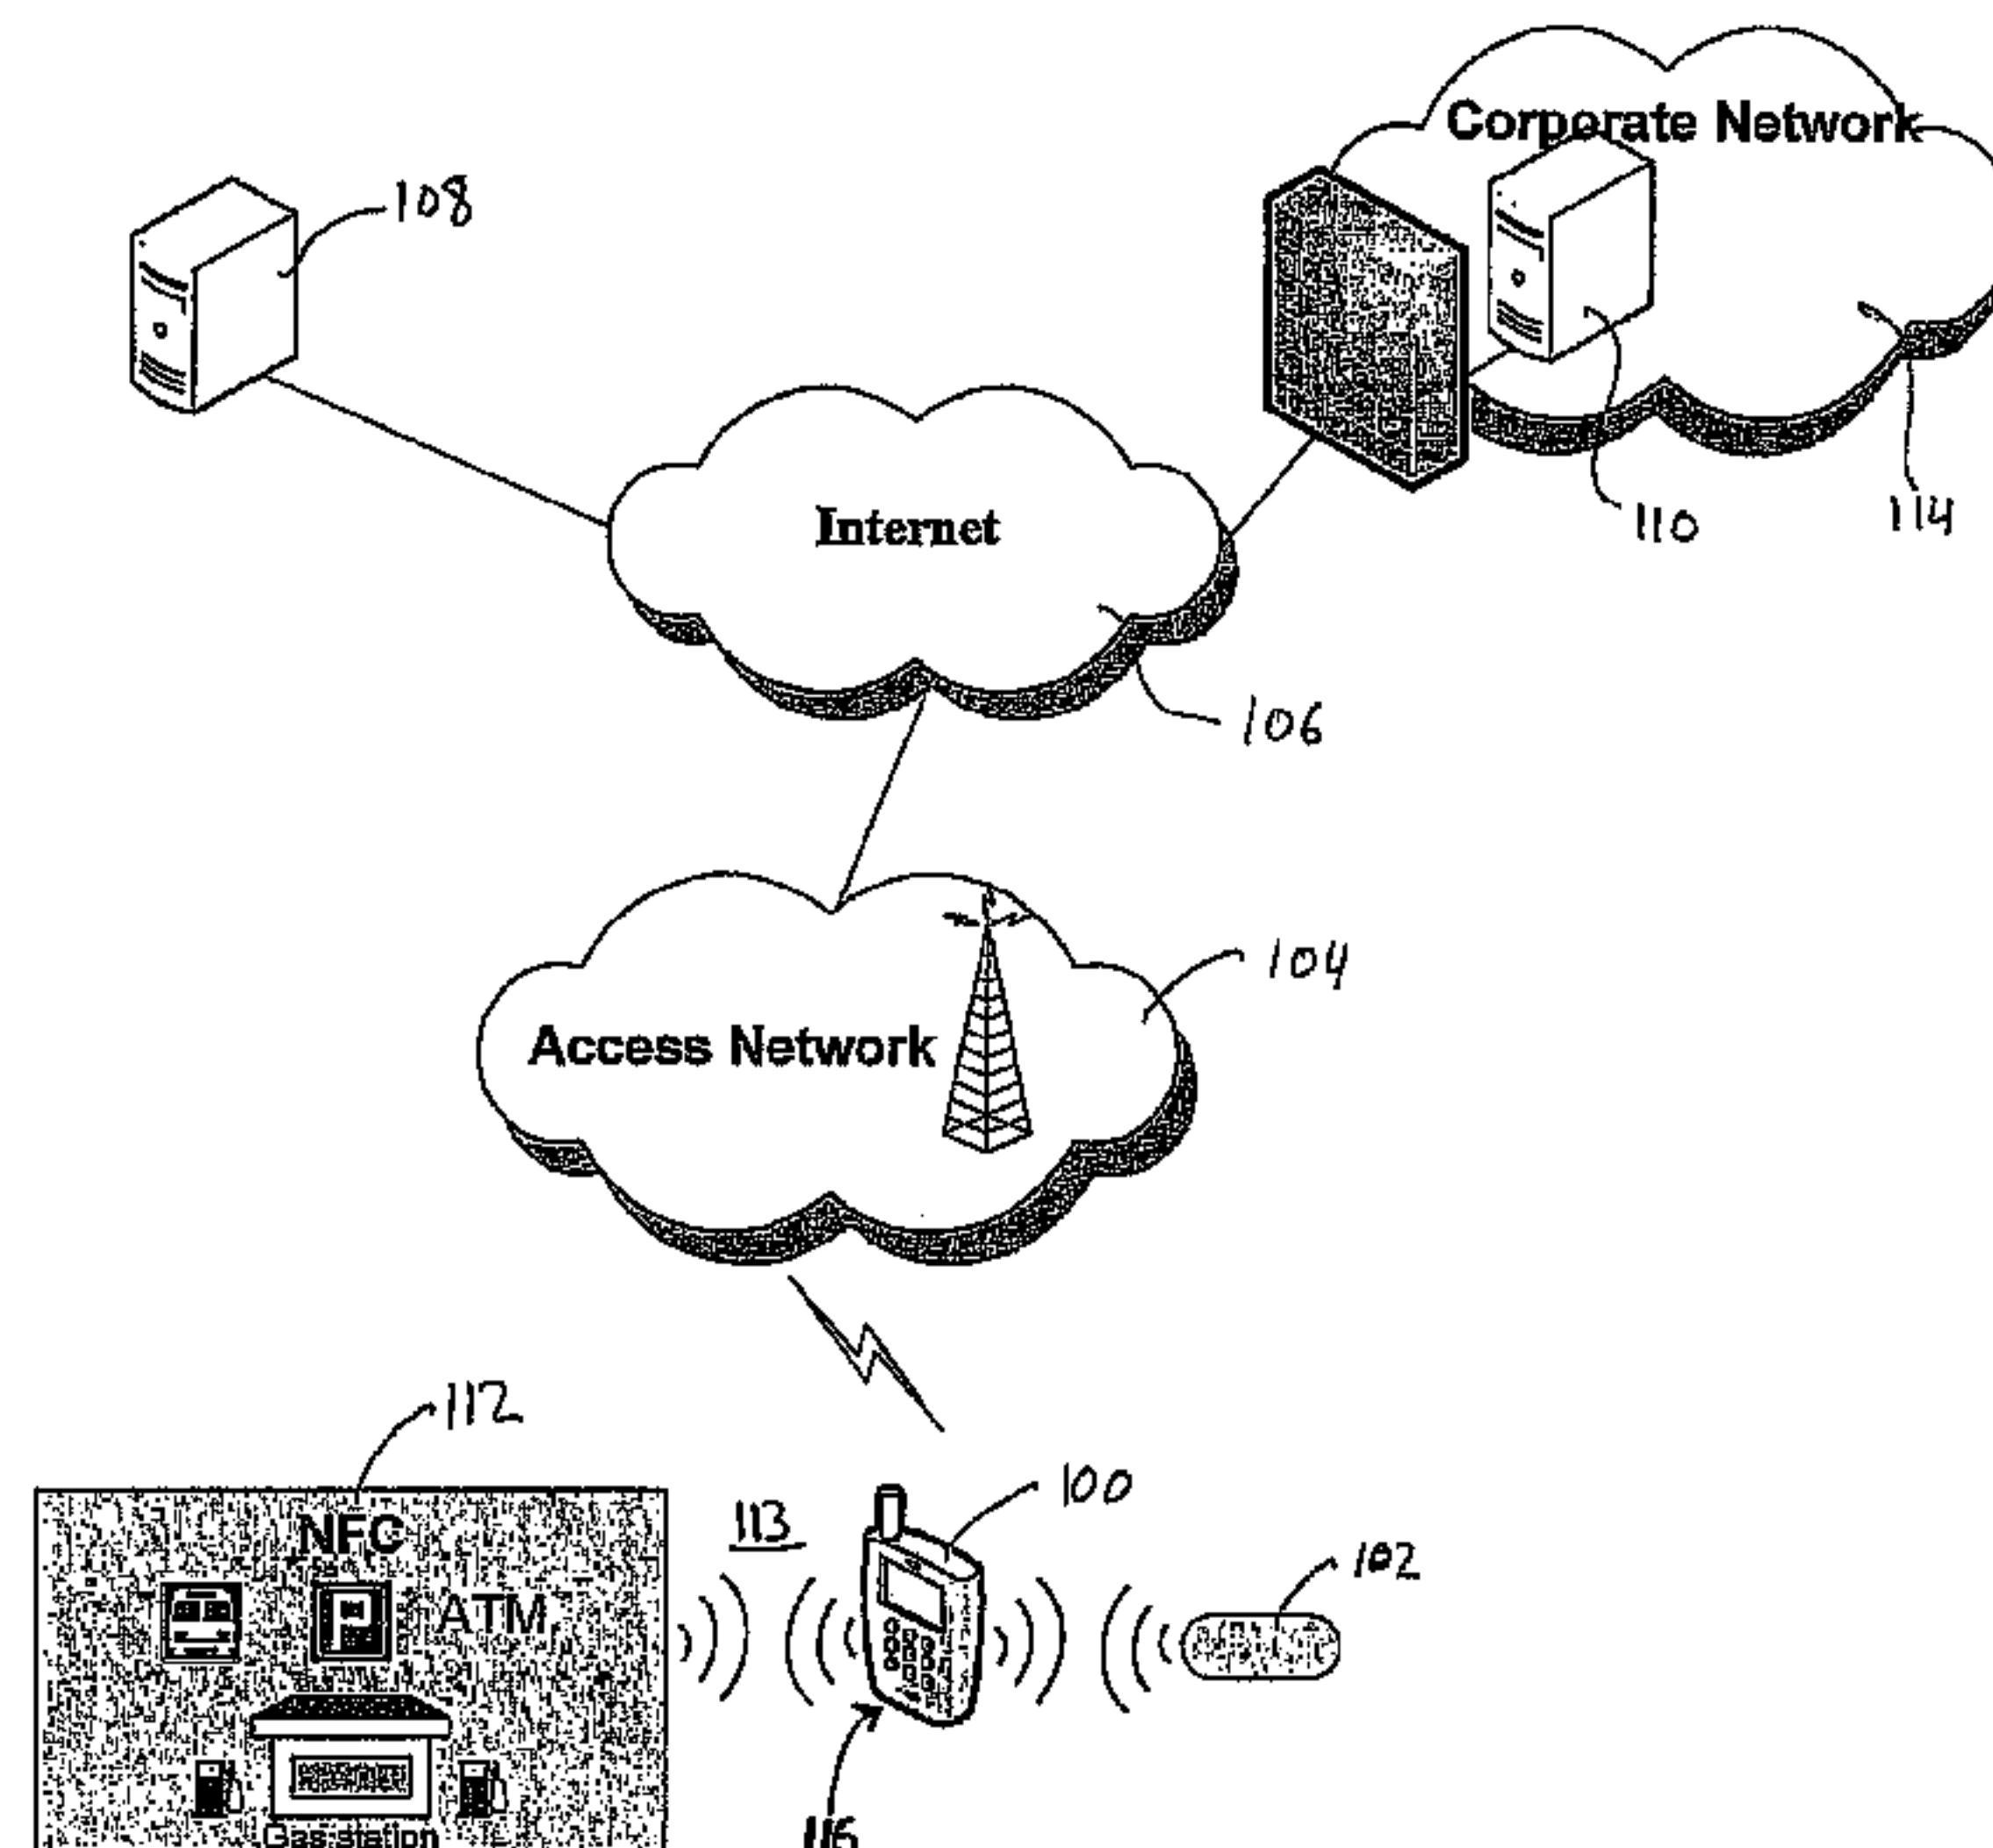 Corporate Network
108
110
114
Internet
106
104
Access Network
112
100
113
NFC
102
P
ATM
Gas station
116